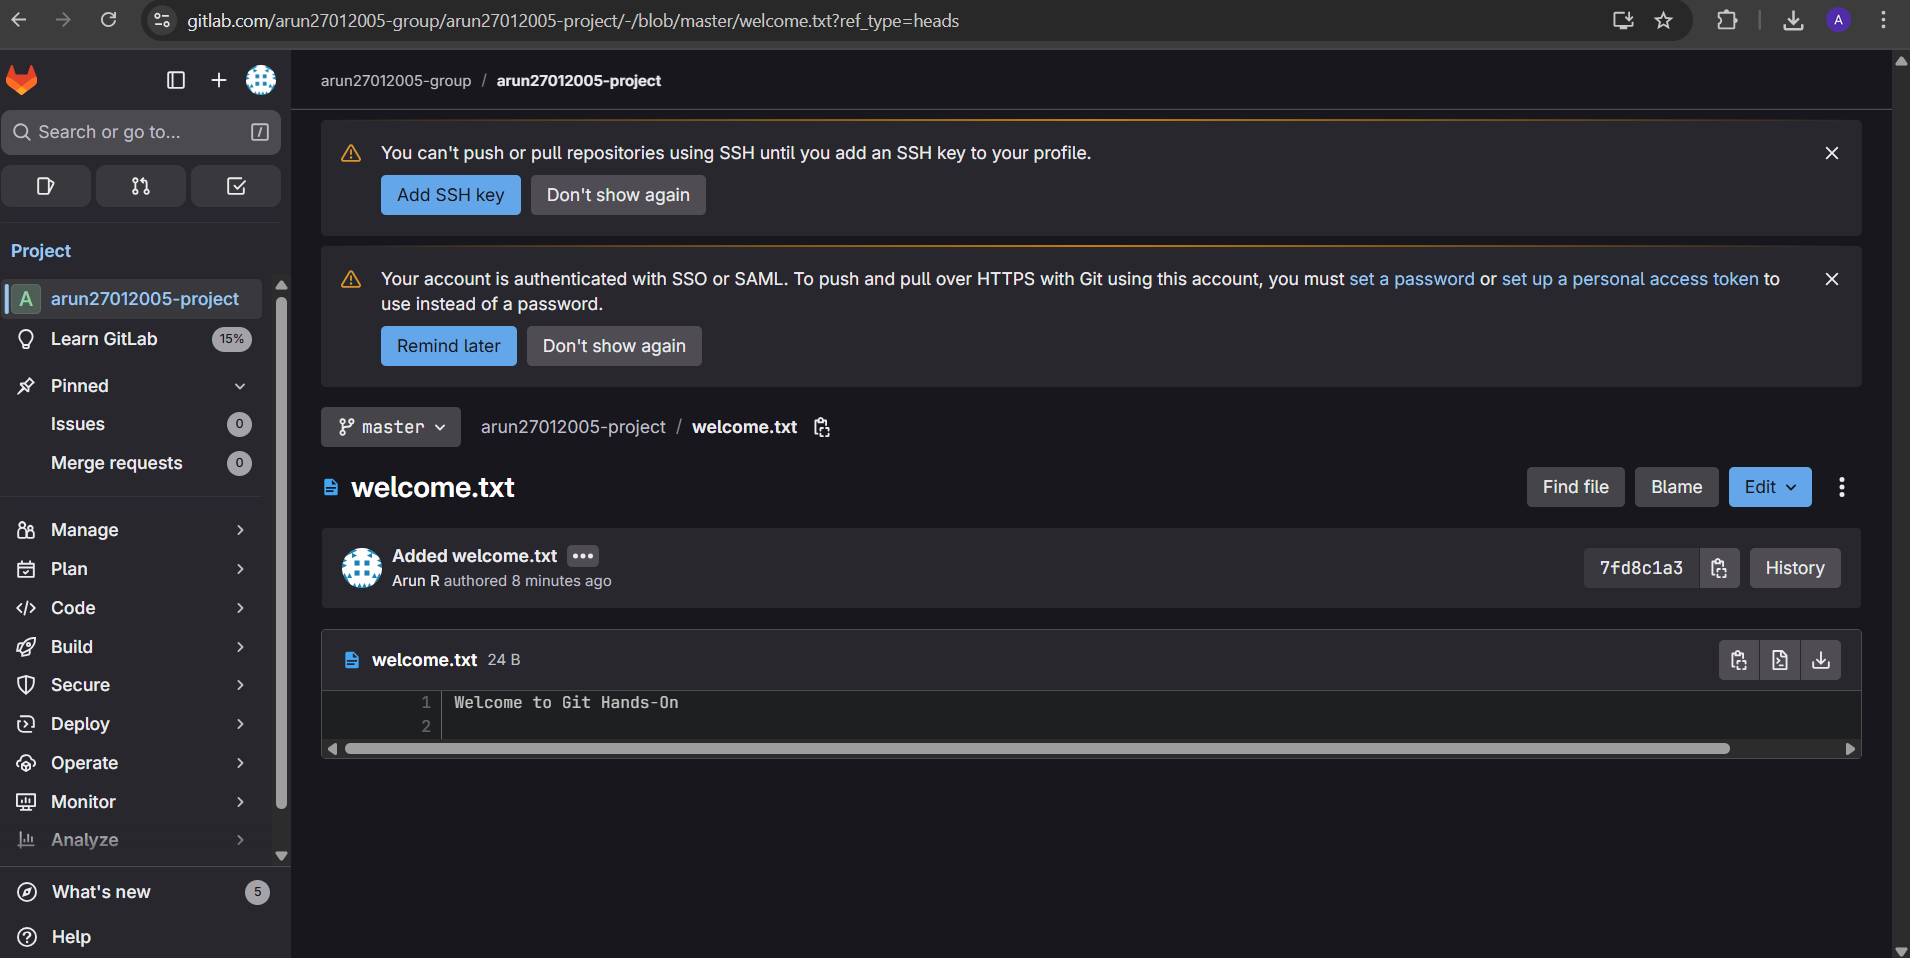 gitlab.com/arun27012005-group/arun27012005-project/-/blob/master/welcome.txt?ref_type=heads
A
Search or go to...
/
Project
A arun27012005-project
Learn GitLab 15%
Pinned
Issues 0
Merge requests 0
Manage
Plan
Code
Build
Secure
Deploy
Operate
Monitor
Analyze
What's new 5
Help
arun27012005-group / arun27012005-project
You can't push or pull repositories using SSH until you add an SSH key to your profile.
Add SSH key Don't show again
Your account is authenticated with SSO or SAML. To push and pull over HTTPS with Git using this account, you must set a password or set up a personal access token to
use instead of a password.
Remind later Don't show again
master arun27012005-project / welcome.txt
welcome.txt Find file Blame Edit
Added welcome.txt
Arun R authored 8 minutes ago
7fd8c1a3 History
welcome.txt 24 B
1 Welcome to Git Hands-On
2